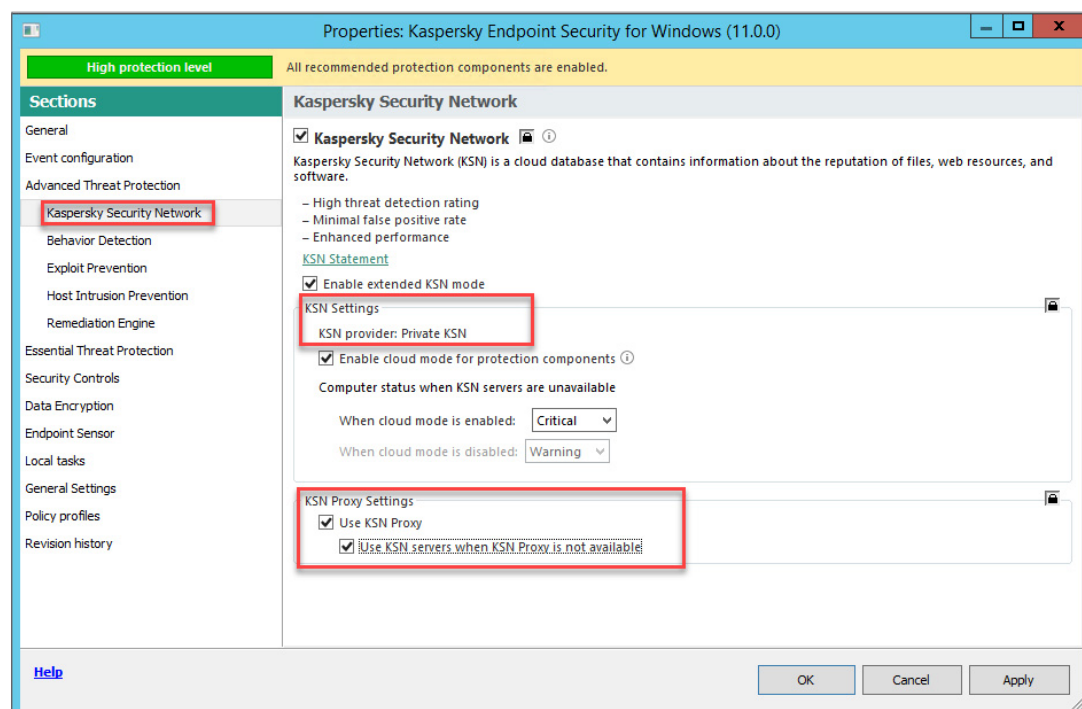 Properties: Kaspersky Endpoint Security for Windows (11.0.0)
High protection level
All recommended protection components are enabled.
Sections
General
Event configuration
Advanced Threat Protection
Kaspersky Security Network
Behavior Detection
Exploit Prevention
Host Intrusion Prevention
Remediation Engine
Essential Threat Protection
Security Controls
Data Encryption
Endpoint Sensor
Local tasks
General Settings
Policy profiles
Revision history
Kaspersky Security Network
Kaspersky Security Network
Kaspersky Security Network (KSN) is a cloud database that contains information about the reputation of files, web resources, and
software.
– High threat detection rating
– Minimal false positive rate
– Enhanced performance
KSN Statement
Enable extended KSN mode
KSN Settings
KSN provider: Private KSN
Enable cloud mode for protection components
Computer status when KSN servers are unavailable
When cloud mode is enabled: Critical
When cloud mode is disabled: Warning
KSN Proxy Settings
Use KSN Proxy
Use KSN servers when KSN Proxy is not available
Help
OK Cancel Apply